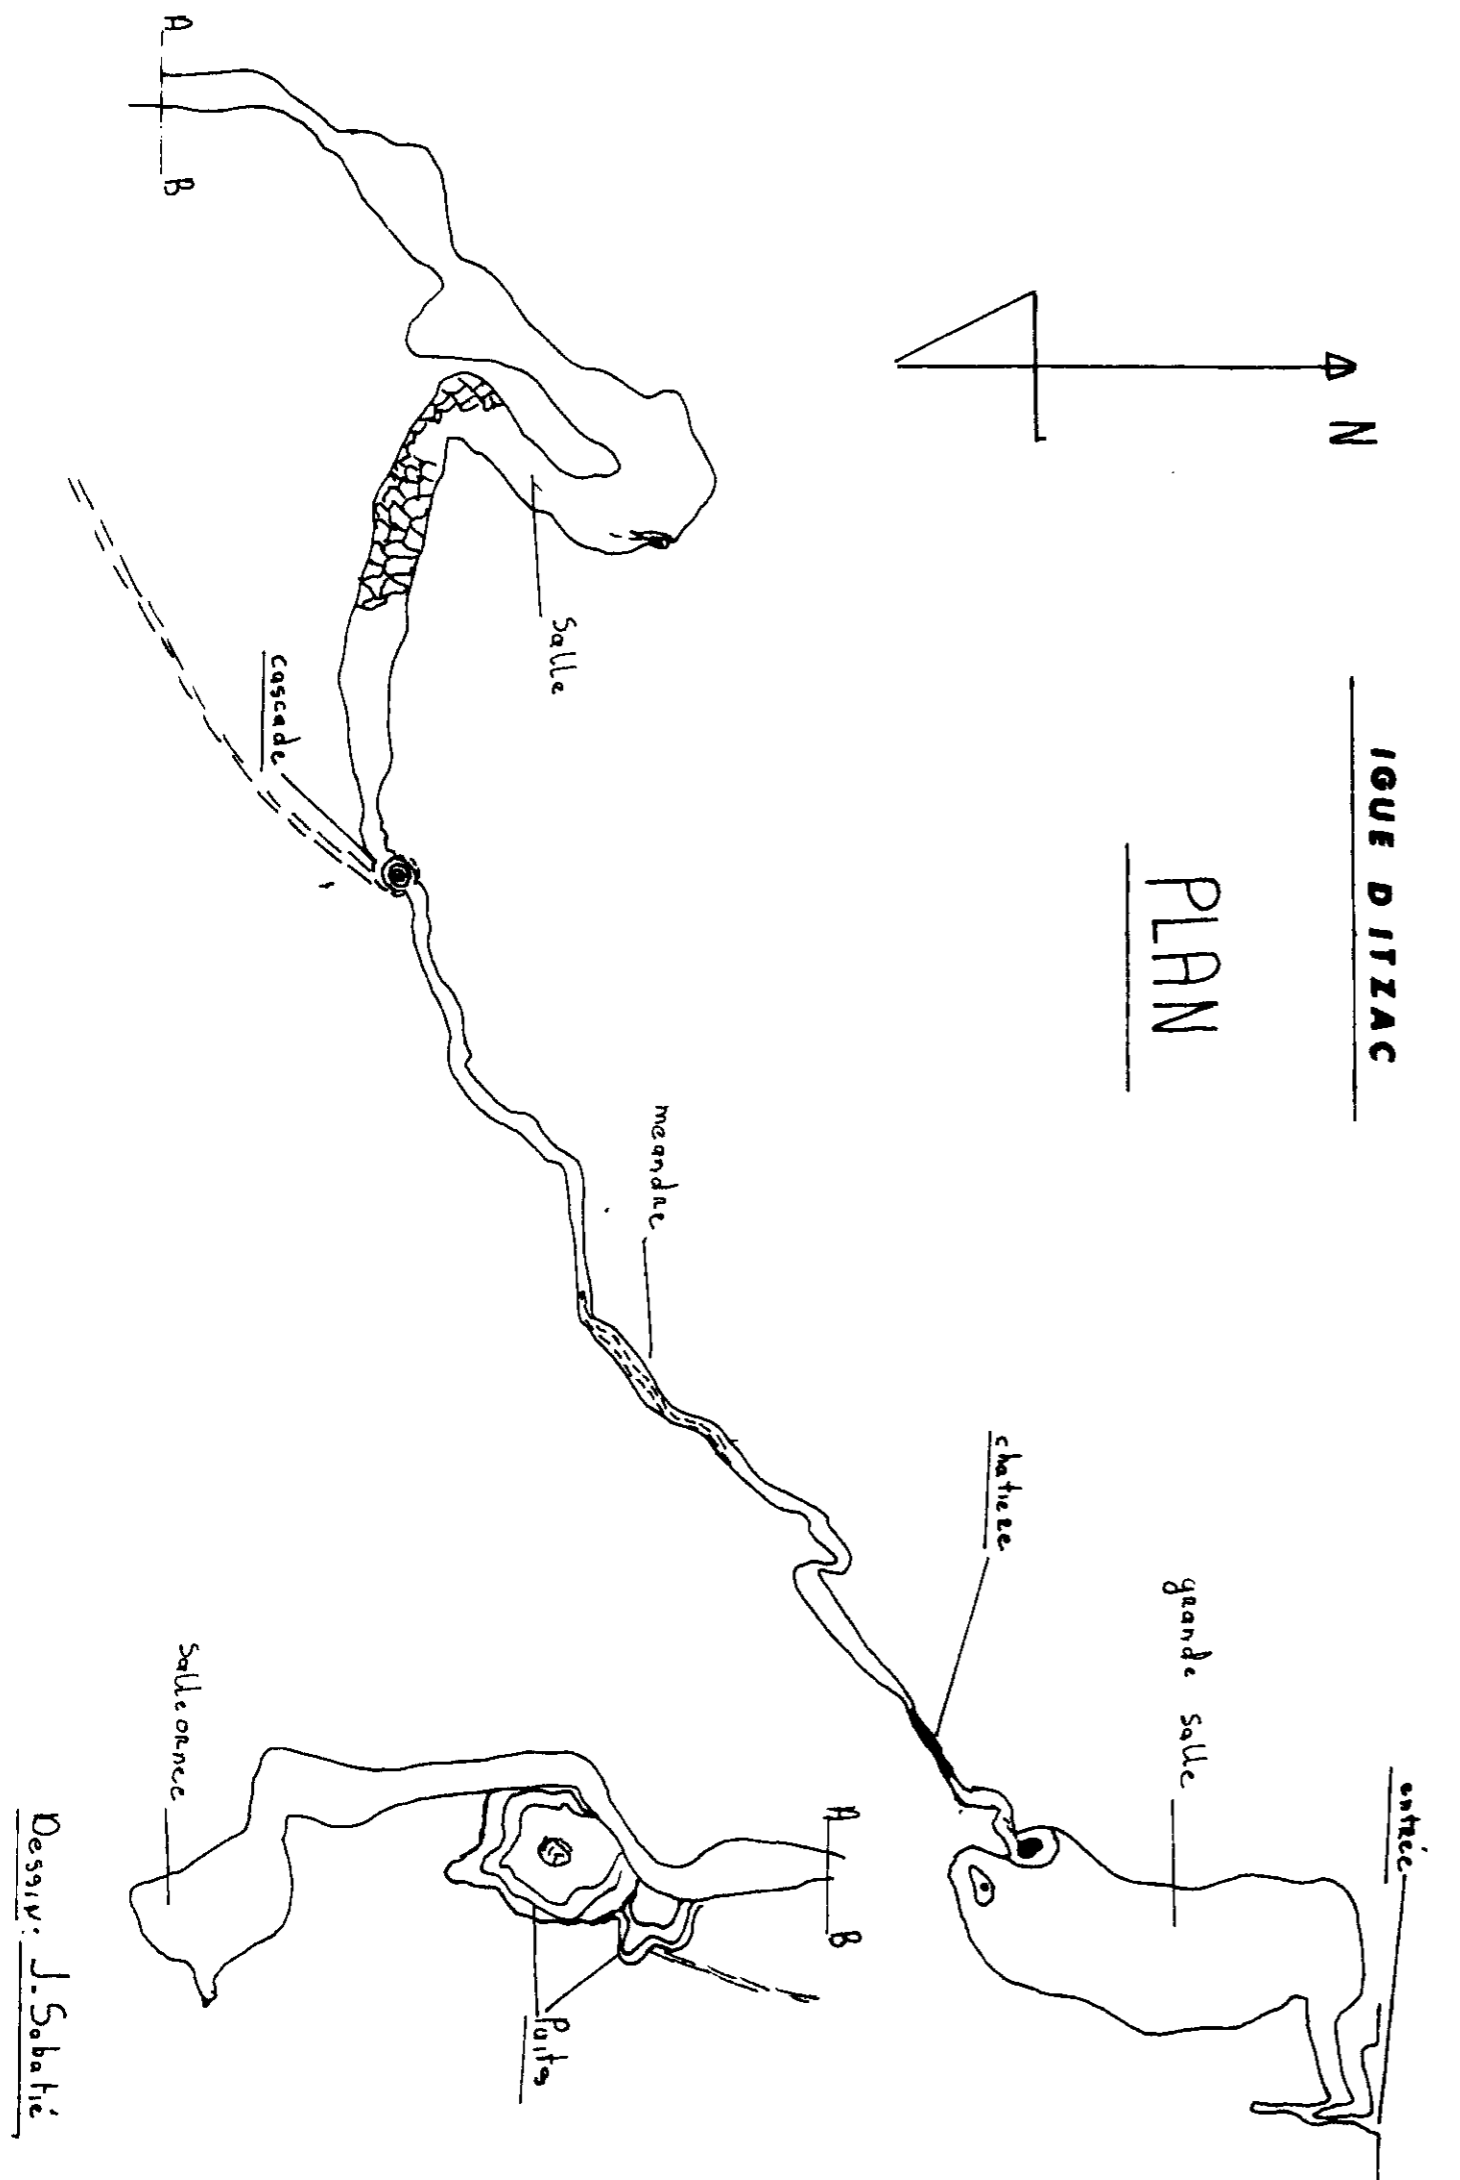 IGUE D ITZAC
PLAN
N
entrée
grande Salle
chatiere
meandre
Salle
cascade
A
B
A
B
Puits
Salle ornee
Dessin: J. Sabatié